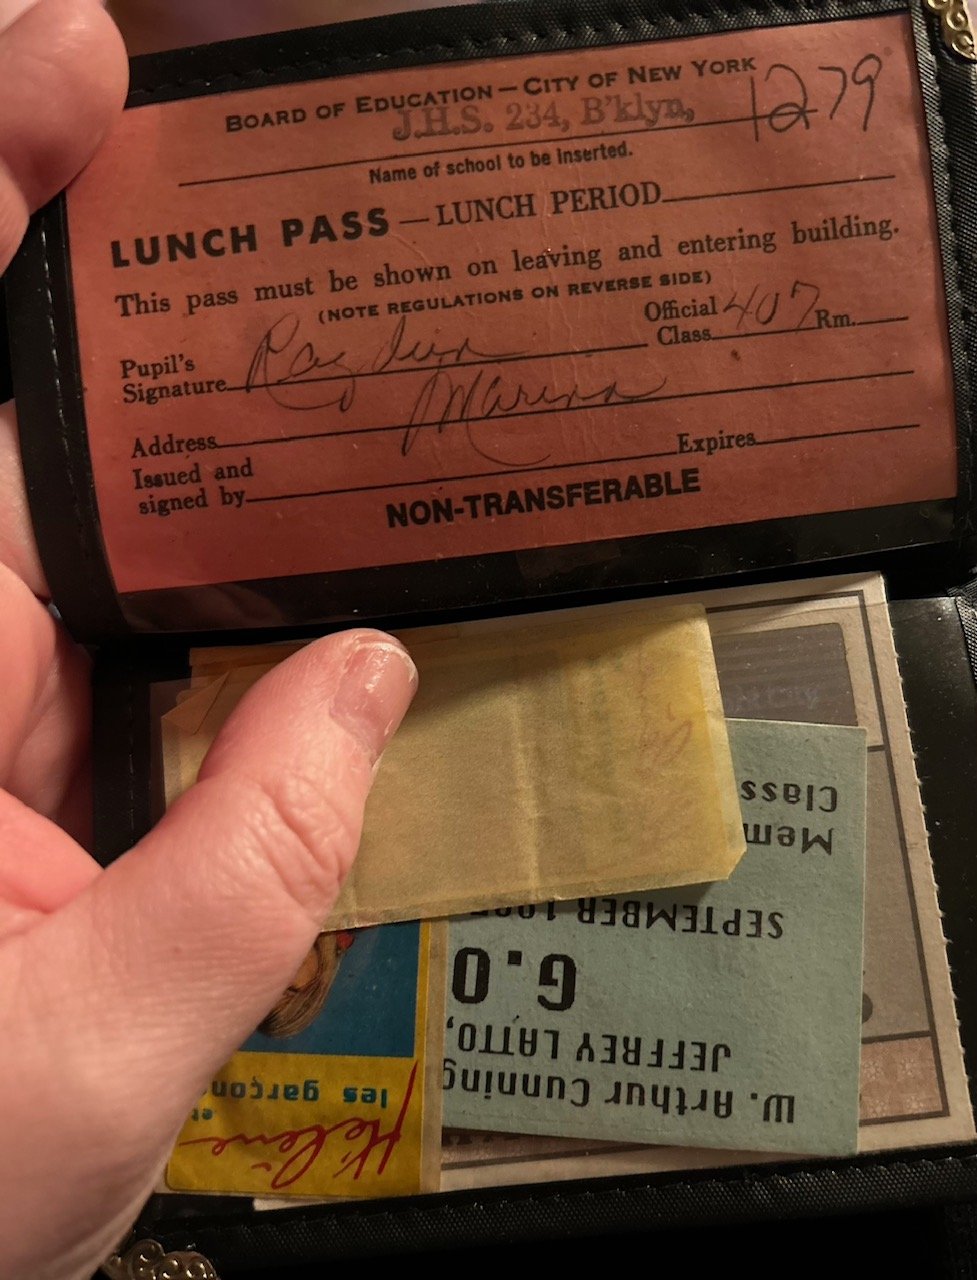 BOARD OF EDUCATION — CITY OF NEW YORK
J.H.S. 234, B'klyn,
1279
Name of school to be inserted.
LUNCH PASS — LUNCH PERIOD
This pass must be shown on leaving and entering building.
(NOTE REGULATIONS ON REVERSE SIDE)
Pupil's Signature
Official Class 407 Rm.
Marina
Address
Expires
Issued and signed by
NON-TRANSFERABLE
W. Arthur Cunning
JEFFREY LATTO,
G.O
SEPTEMBER
Mem
Class
Hélène
et
les garçons